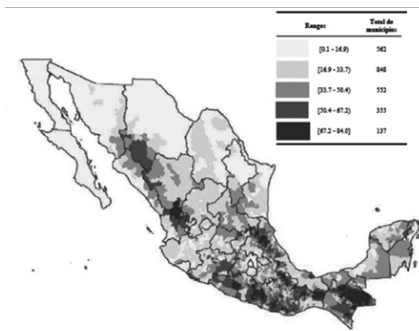 Ranges Total de municipios
[0.1 - 16.9) 562
[16.9 - 33.7) 848
[33.7 - 50.4) 552
[50.4 - 67.2) 355
[67.2 - 84.0] 137